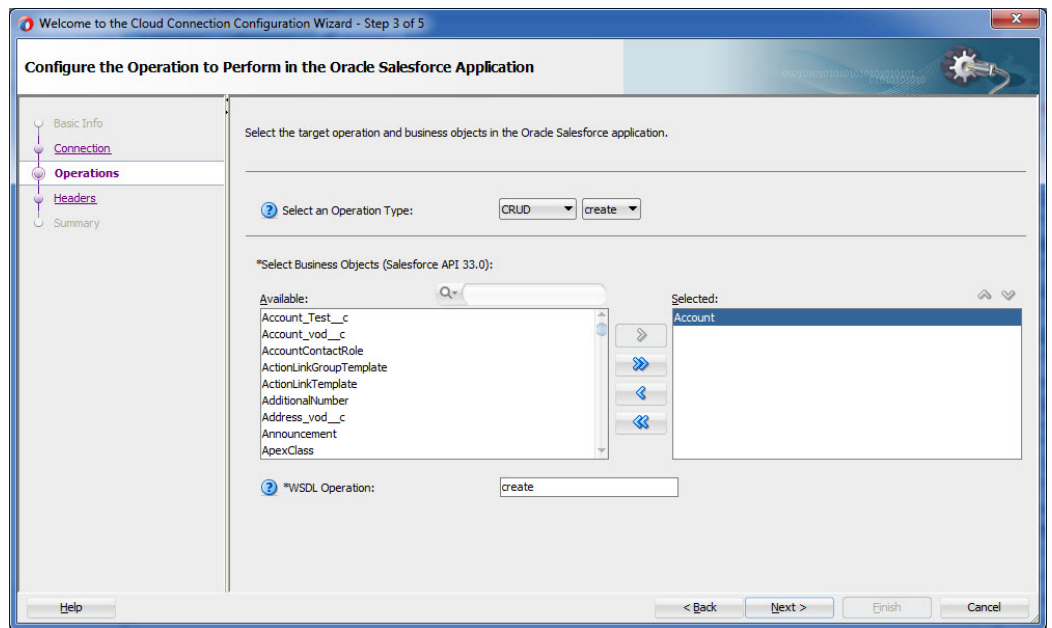 Welcome to the Cloud Connection Configuration Wizard - Step 3 of 5
Configure the Operation to Perform in the Oracle Salesforce Application
Basic Info
Connection
Operations
Headers
Summary
Select the target operation and business objects in the Oracle Salesforce application.
Select an Operation Type: CRUD create
*Select Business Objects (Salesforce API 33.0):
Available:
Account_Test__c
Account_vod__c
AccountContactRole
ActionLinkGroupTemplate
ActionLinkTemplate
AdditionalNumber
Address_vod__c
Announcement
ApexClass
Selected:
Account
*WSDL Operation: create
Help
< Back Next > Finish Cancel